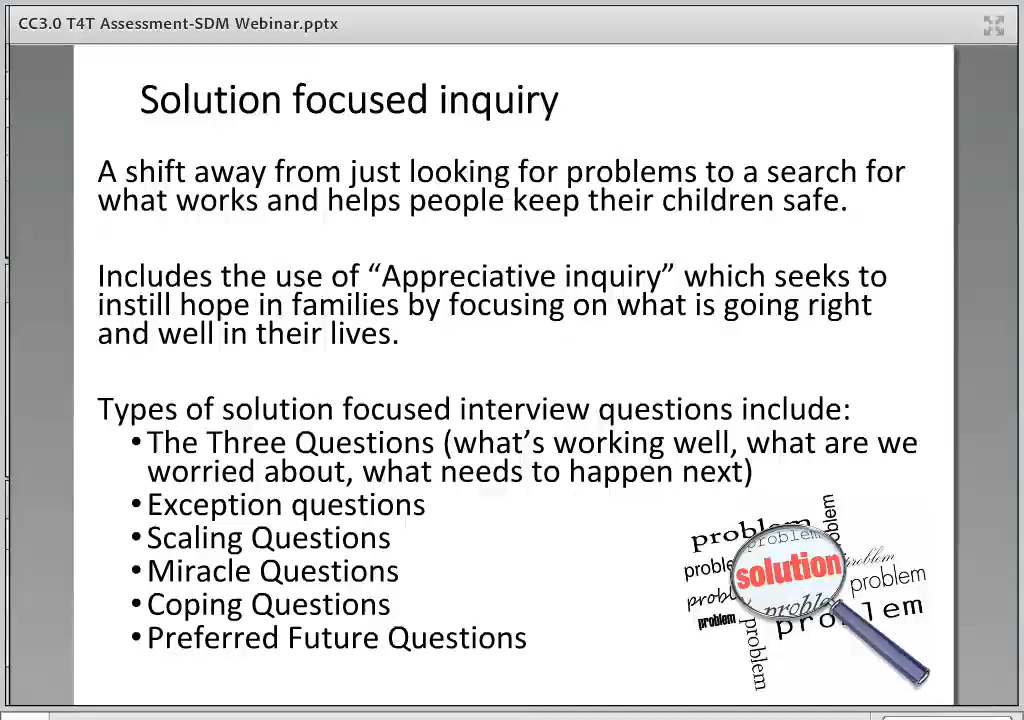 CC3.0 T4T Assessment-SDM Webinar.pptx
Solution focused inquiry
A shift away from just looking for problems to a search for
what works and helps people keep their children safe.
Includes the use of “Appreciative inquiry” which seeks to
instill hope in families by focusing on what is going right
and well in their lives.
Types of solution focused interview questions include:
•The Three Questions (what’s working well, what are we
worried about, what needs to happen next)
•Exception questions
•Scaling Questions
•Miracle Questions
•Coping Questions
•Preferred Future Questions
problem
problem
solution
problem
problem
problem
problem
problem